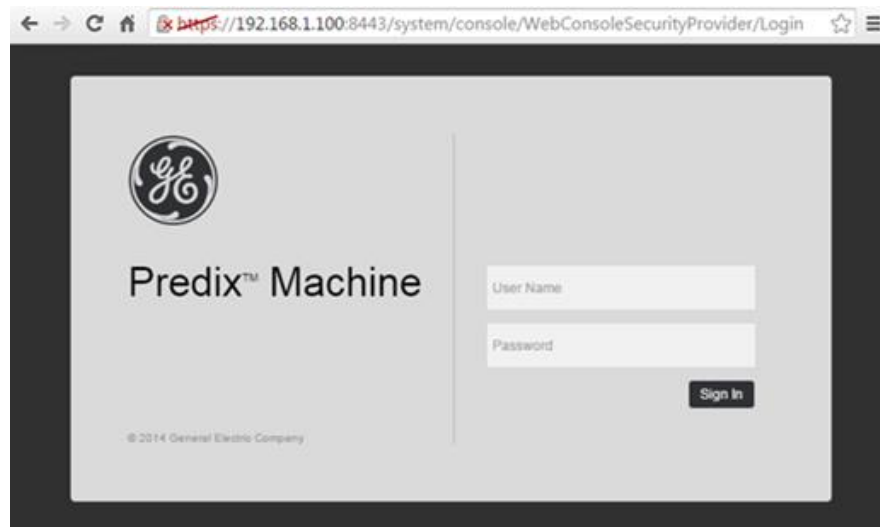 https://192.168.1.100:8443/system/console/WebConsoleSecurityProvider/Login
GE
Predix™ Machine
User Name
Password
Sign In
© 2014 General Electric Company